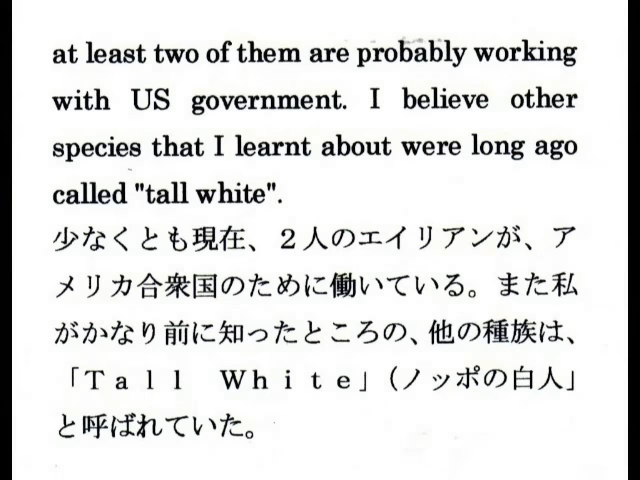 at least two of them are probably working
with US government. I believe other
species that I learnt about were long ago
called "tall white".
少なくとも現在、２人のエイリアンが、ア
メリカ合衆国のために働いている。また私
がかなり前に知ったところの、他の種族は、
「Ｔａｌｌ　Ｗｈｉｔｅ」（ノッポの白人」
と呼ばれていた。